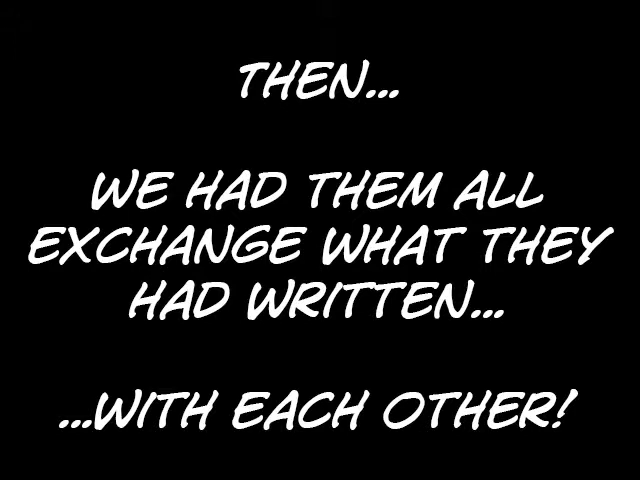 THEN...
WE HAD THEM ALL
EXCHANGE WHAT THEY
HAD WRITTEN...
...WITH EACH OTHER!